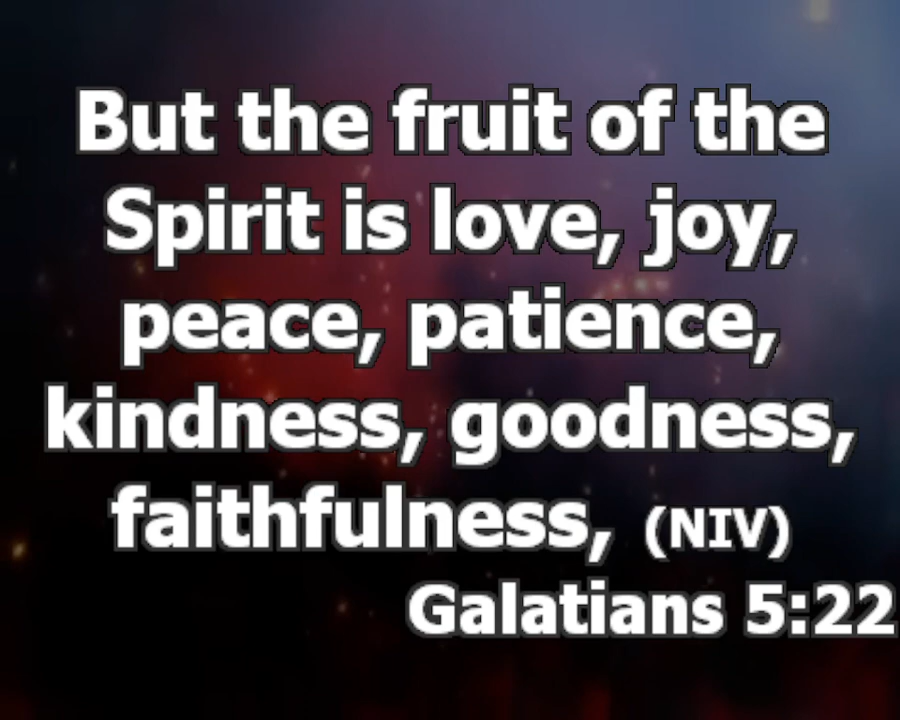 But the fruit of the
Spirit is love, joy,
peace, patience,
kindness, goodness,
faithfulness, (NIV)
Galatians 5:22